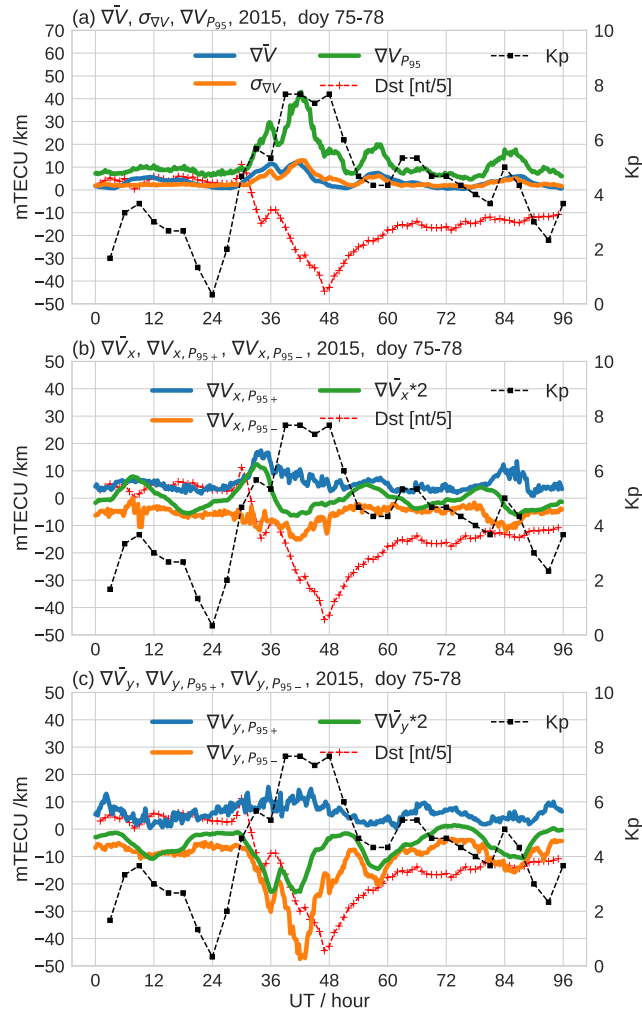 (a) ∇V̄, σ∇V, ∇VP95, 2015, doy 75-78
70
60
50
40
30
20
10
0
−10
−20
−30
−40
−50
mTECU /km
∇V̄
σ∇V
∇VP95
Dst [nt/5]
Kp
10
8
6
4
2
0
Kp
0 12 24 36 48 60 72 84 96
(b) ∇V̄x, ∇Vx, P95+, ∇Vx, P95−, 2015, doy 75-78
50
40
30
20
10
0
−10
−20
−30
−40
−50
mTECU /km
∇Vx, P95+
∇Vx, P95−
∇V̄x*2
Dst [nt/5]
Kp
10
8
6
4
2
0
Kp
0 12 24 36 48 60 72 84 96
(c) ∇V̄y, ∇Vy, P95+, ∇Vy, P95−, 2015, doy 75-78
50
40
30
20
10
0
−10
−20
−30
−40
−50
mTECU /km
∇Vy, P95+
∇Vy, P95−
∇V̄y*2
Dst [nt/5]
Kp
10
8
6
4
2
0
Kp
0 12 24 36 48 60 72 84 96
UT / hour